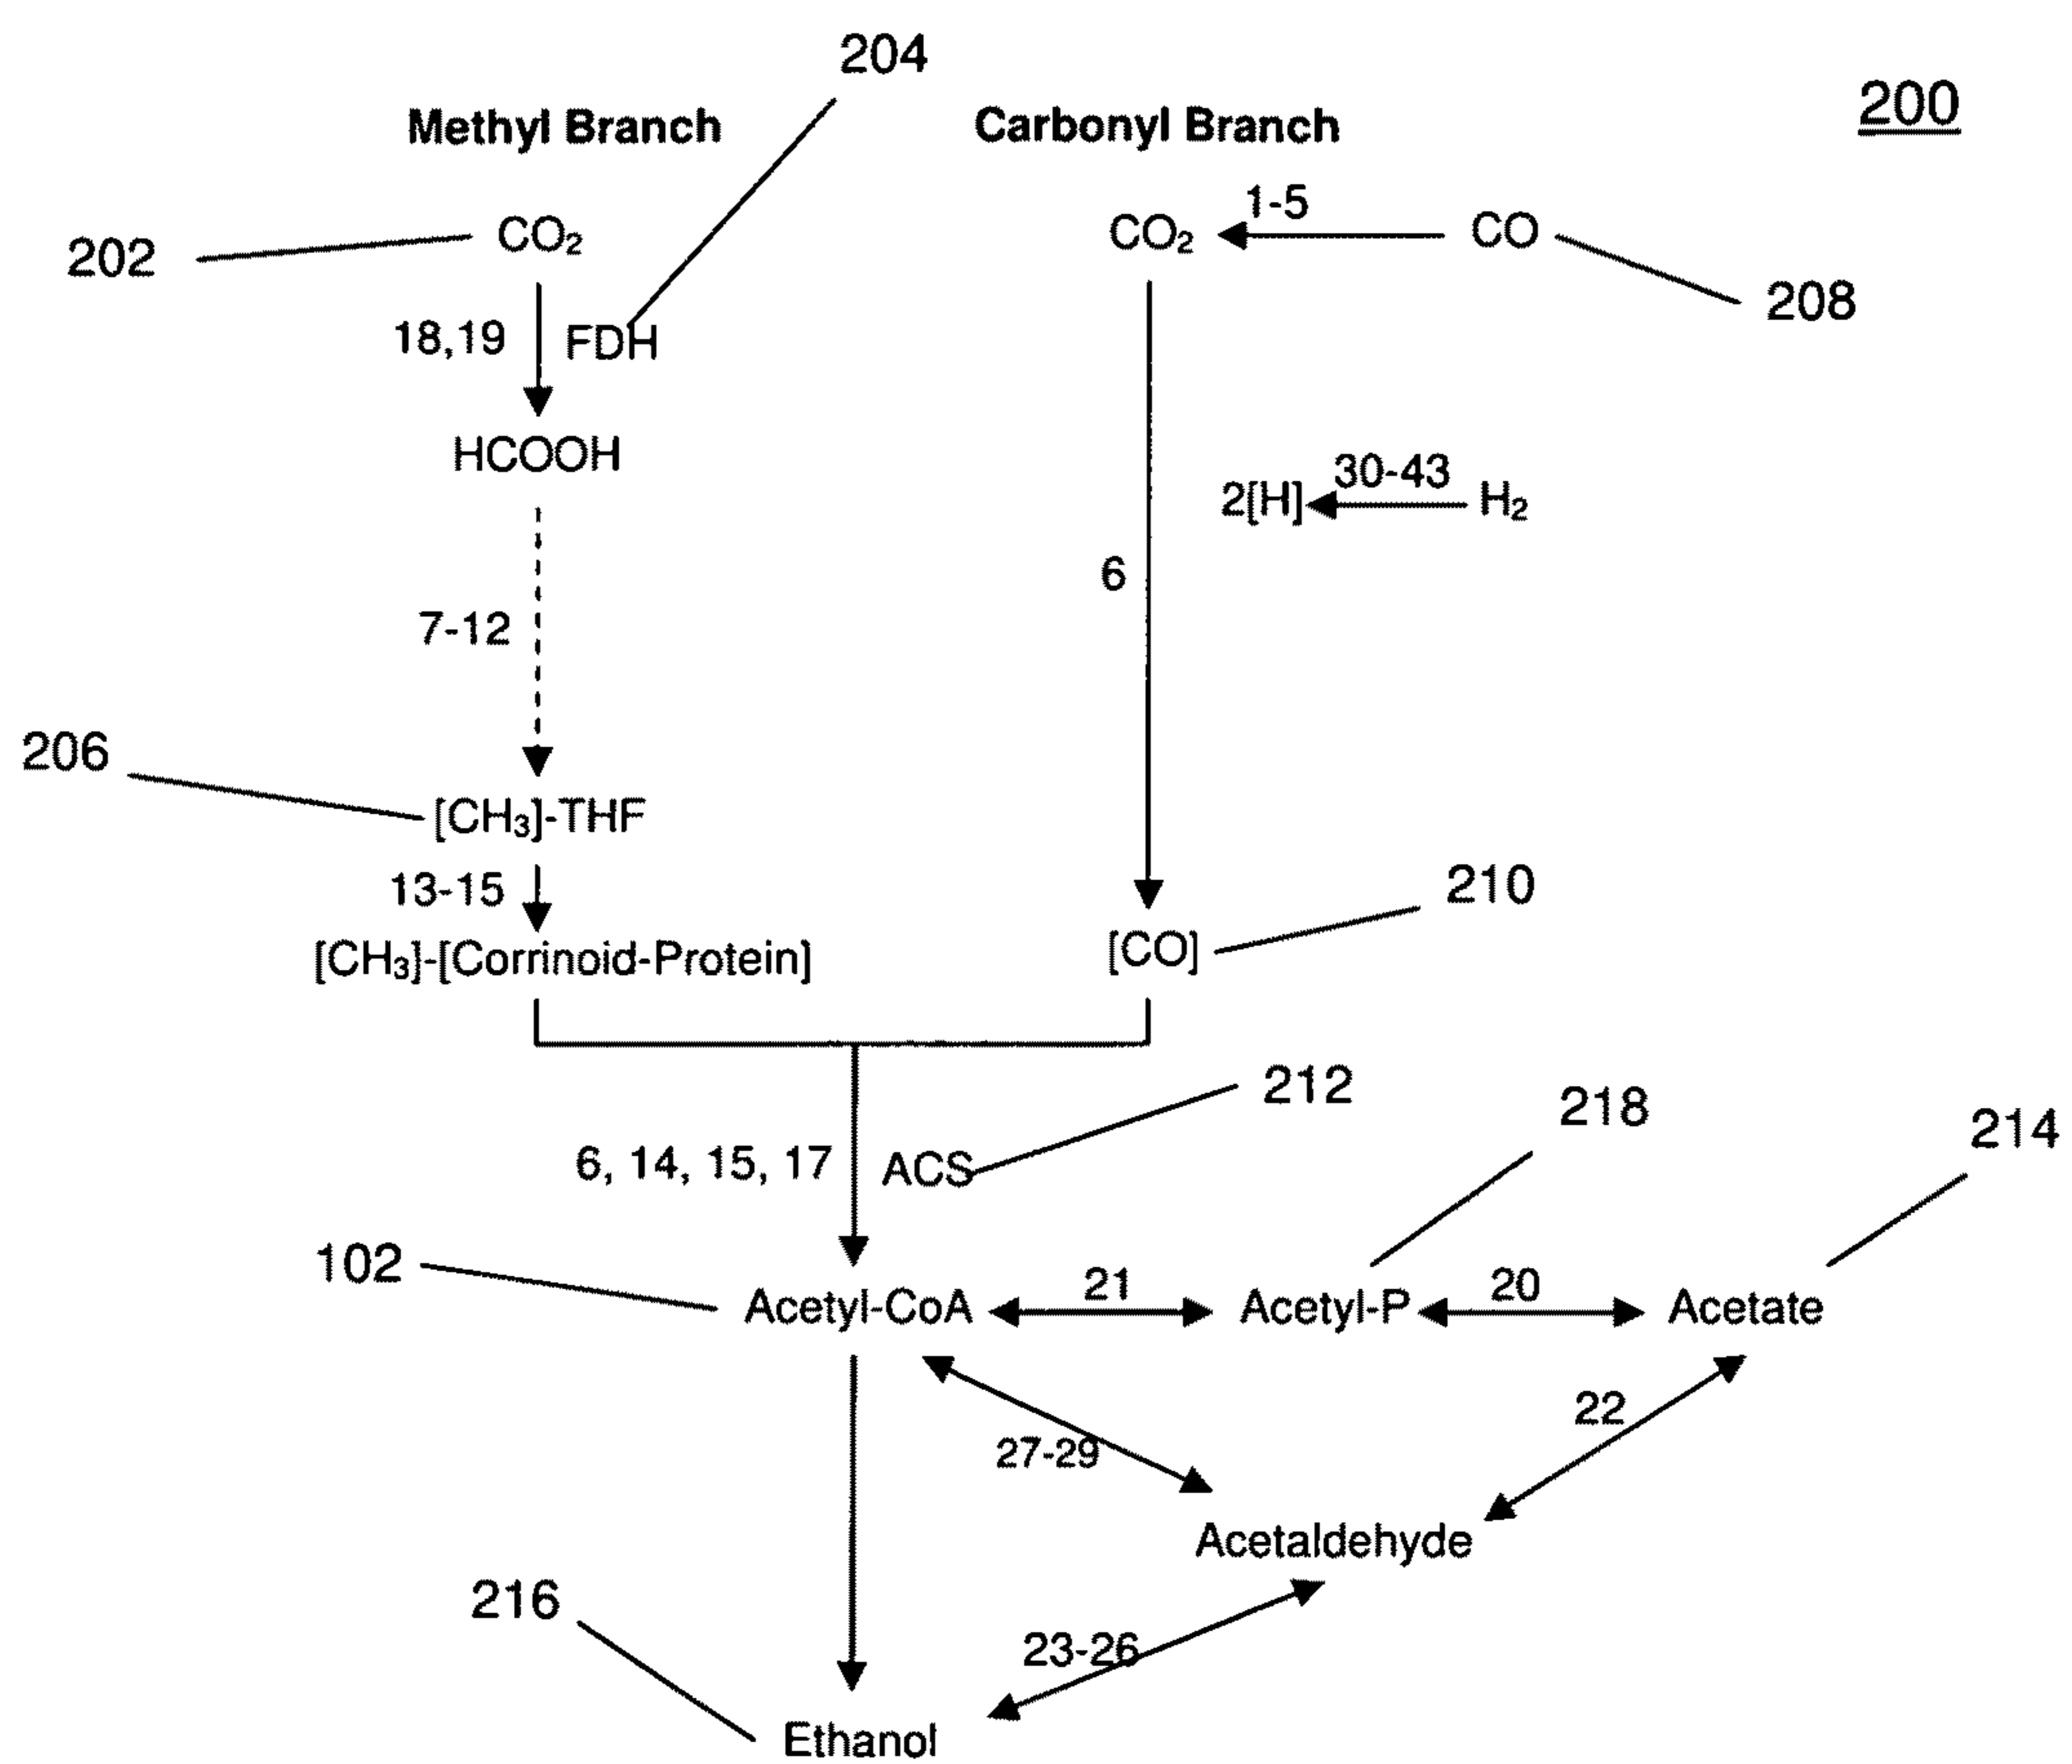 204
Methyl Branch
Carbonyl Branch
200
202
CO₂
CO₂
1-5
CO
208
18,19
FDH
HCOOH
2[H]
30-43
H₂
6
7-12
206
[CH₃]-THF
13-15
210
[CH₃]-[Corrinoid-Protein]
[CO]
212
218
214
6, 14, 15, 17
ACS
102
Acetyl-CoA
21
Acetyl-P
20
Acetate
22
27-29
Acetaldehyde
216
23-26
Ethanol